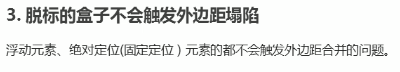 3. 脱标的盒子不会触发外边距塌陷
浮动元素、绝对定位(固定定位）元素的都不会触发外边距合并的问题。